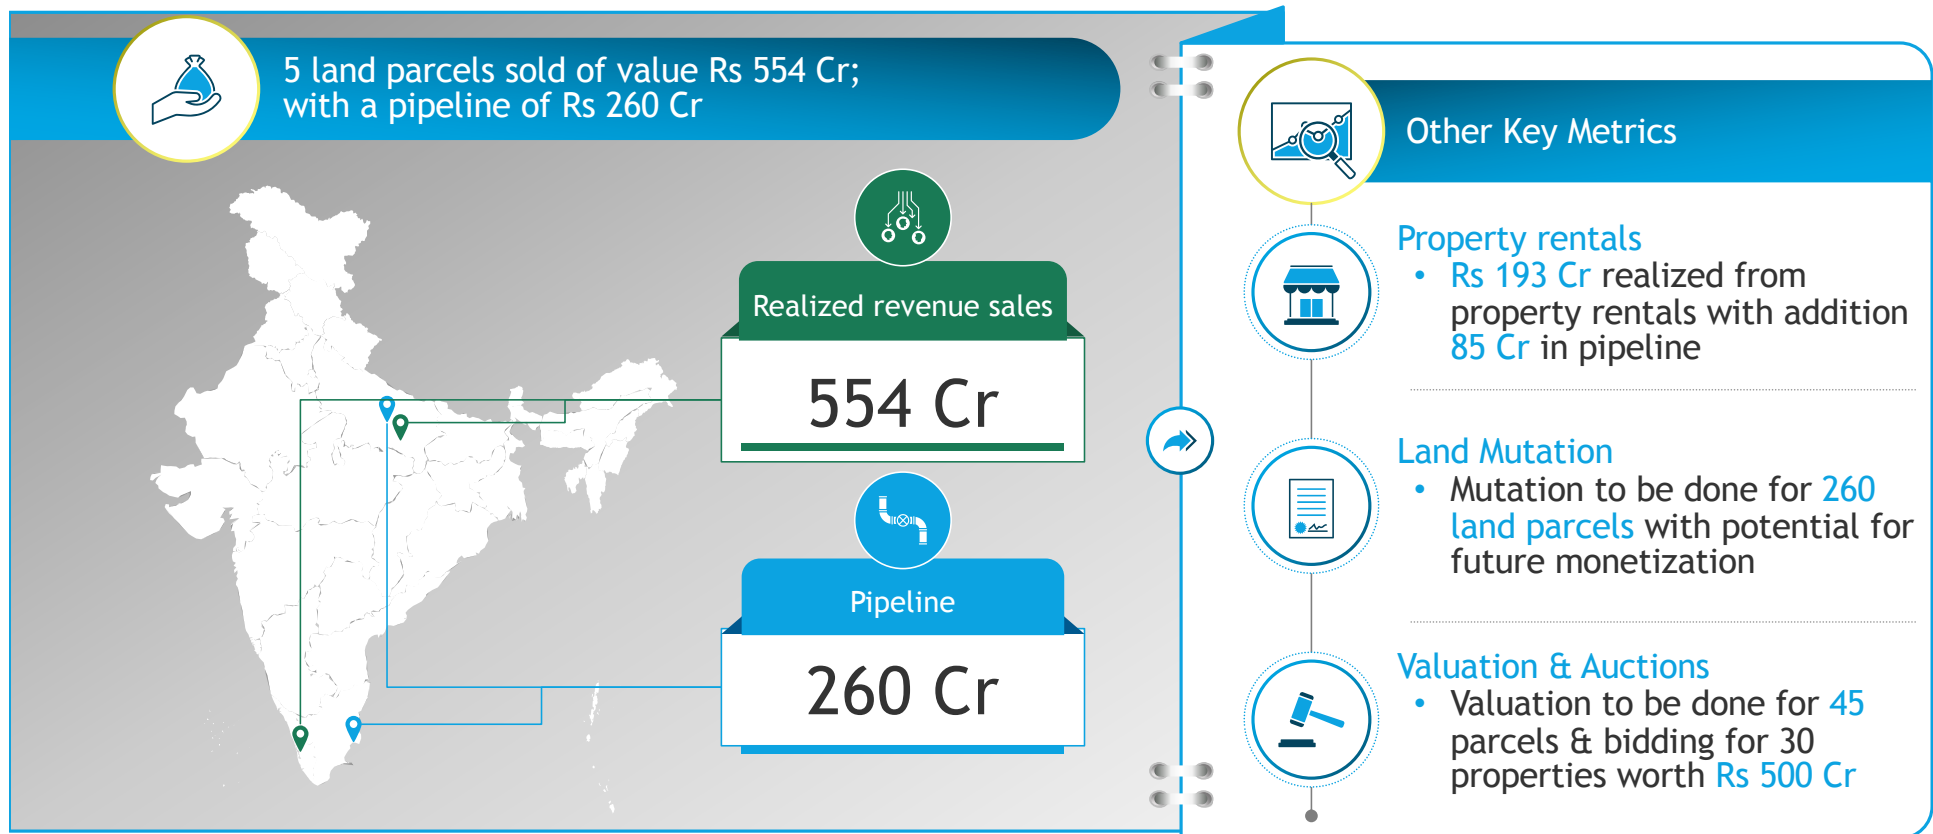 5 land parcels sold of value Rs 554 Cr;
with a pipeline of Rs 260 Cr
Realized revenue sales
554 Cr
Pipeline
260 Cr
Other Key Metrics
Property rentals
• Rs 193 Cr realized from
property rentals with addition
85 Cr in pipeline
Land Mutation
• Mutation to be done for 260
land parcels with potential for
future monetization
Valuation & Auctions
• Valuation to be done for 45
parcels & bidding for 30
properties worth Rs 500 Cr